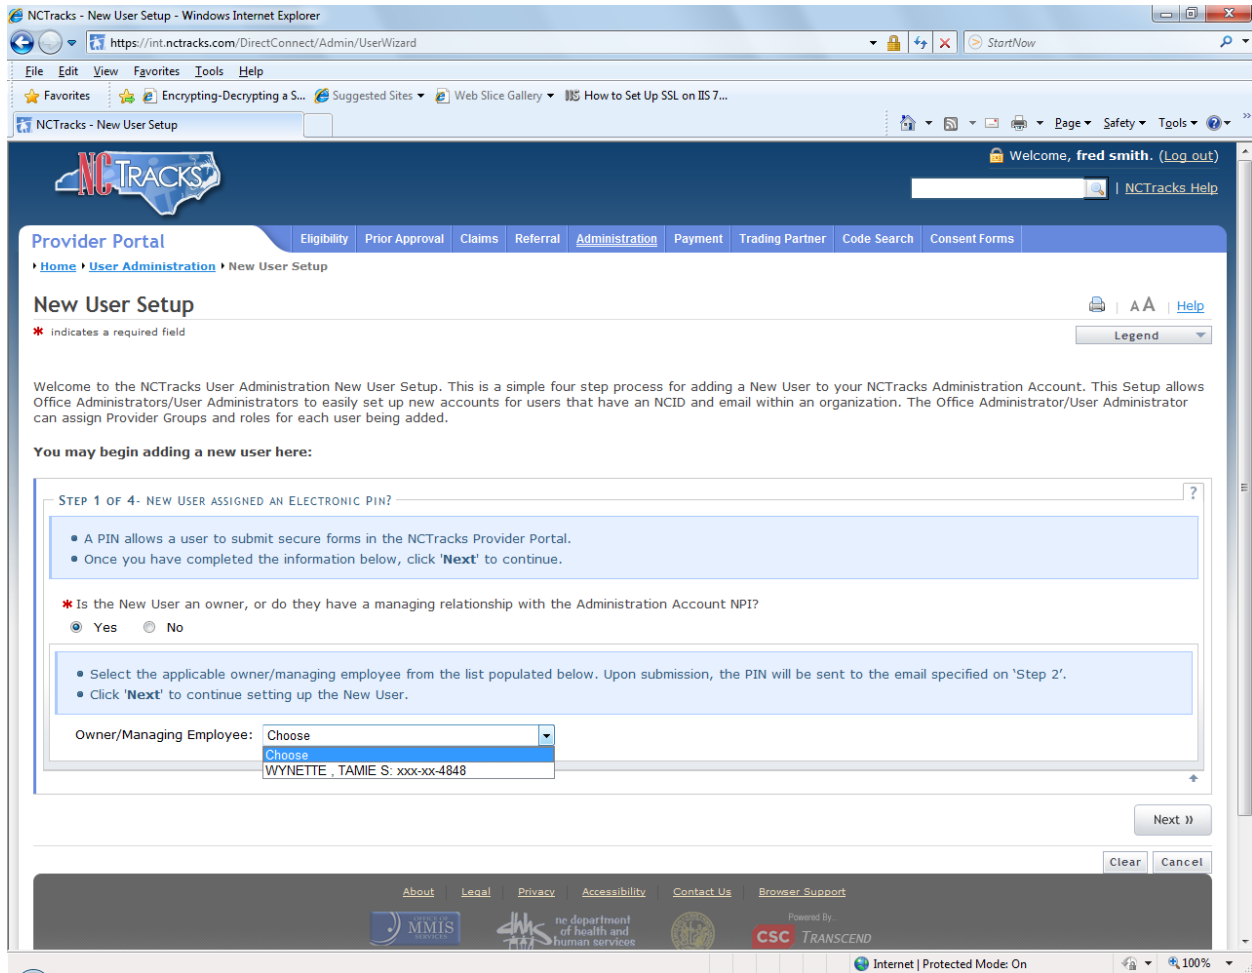 NCTracks - New User Setup - Windows Internet Explorer
https://int.nctracks.com/DirectConnect/Admin/UserWizard
StartNow
File Edit View Favorites Tools Help
Favorites Encrypting-Decrypting a S... Suggested Sites Web Slice Gallery How to Set Up SSL on IIS 7...
NCTracks - New User Setup
Page Safety Tools
NC TRACKS
Welcome, fred smith. (Log out)
| NCTracks Help
Provider Portal
Eligibility Prior Approval Claims Referral Administration Payment Trading Partner Code Search Consent Forms
Home User Administration New User Setup
New User Setup
| A A | Help
* indicates a required field
Legend
Welcome to the NCTracks User Administration New User Setup. This is a simple four step process for adding a New User to your NCTracks Administration Account. This Setup allows
Office Administrators/User Administrators to easily set up new accounts for users that have an NCID and email within an organization. The Office Administrator/User Administrator
can assign Provider Groups and roles for each user being added.
You may begin adding a new user here:
STEP 1 OF 4- NEW USER ASSIGNED AN ELECTRONIC PIN?
?
• A PIN allows a user to submit secure forms in the NCTracks Provider Portal.
• Once you have completed the information below, click 'Next' to continue.
* Is the New User an owner, or do they have a managing relationship with the Administration Account NPI?
Yes No
• Select the applicable owner/managing employee from the list populated below. Upon submission, the PIN will be sent to the email specified on ‘Step 2’.
• Click 'Next' to continue setting up the New User.
Owner/Managing Employee: Choose
Choose
WYNETTE , TAMIE S: xxx-xx-4848
Next »
Clear Cancel
About Legal Privacy Accessibility Contact Us Browser Support
OFFICE OF
MMIS
SERVICES
dhhs
nc department
of health and
human services
Powered By..
CSC TRANSCEND
Internet | Protected Mode: On
100%